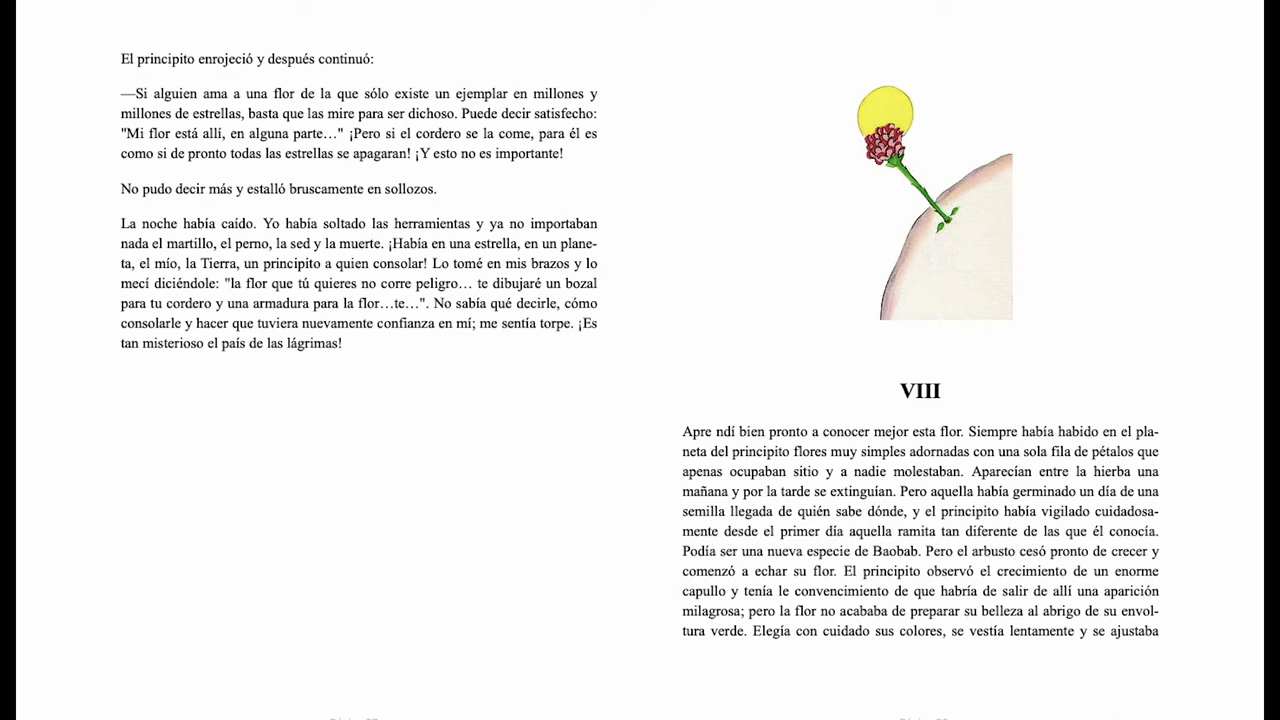 El principito enrojeció y después continuó:
—Si alguien ama a una flor de la que sólo existe un ejemplar en millones y
millones de estrellas, basta que las mire para ser dichoso. Puede decir satisfecho:
"Mi flor está allí, en alguna parte…" ¡Pero si el cordero se la come, para él es
como si de pronto todas las estrellas se apagaran! ¡Y esto no es importante!
No pudo decir más y estalló bruscamente en sollozos.
La noche había caído. Yo había soltado las herramientas y ya no importaban
nada el martillo, el perno, la sed y la muerte. ¡Había en una estrella, en un plane-
ta, el mío, la Tierra, un principito a quien consolar! Lo tomé en mis brazos y lo
mecí diciéndole: "la flor que tú quieres no corre peligro… te dibujaré un bozal
para tu cordero y una armadura para la flor…te…". No sabía qué decirle, cómo
consolarle y hacer que tuviera nuevamente confianza en mí; me sentía torpe. ¡Es
tan misterioso el país de las lágrimas!
VIII
Apre ndí bien pronto a conocer mejor esta flor. Siempre había habido en el pla-
neta del principito flores muy simples adornadas con una sola fila de pétalos que
apenas ocupaban sitio y a nadie molestaban. Aparecían entre la hierba una
mañana y por la tarde se extinguían. Pero aquella había germinado un día de una
semilla llegada de quién sabe dónde, y el principito había vigilado cuidadosa-
mente desde el primer día aquella ramita tan diferente de las que él conocía.
Podía ser una nueva especie de Baobab. Pero el arbusto cesó pronto de crecer y
comenzó a echar su flor. El principito observó el crecimiento de un enorme
capullo y tenía le convencimiento de que habría de salir de allí una aparición
milagrosa; pero la flor no acababa de preparar su belleza al abrigo de su envol-
tura verde. Elegía con cuidado sus colores, se vestía lentamente y se ajustaba